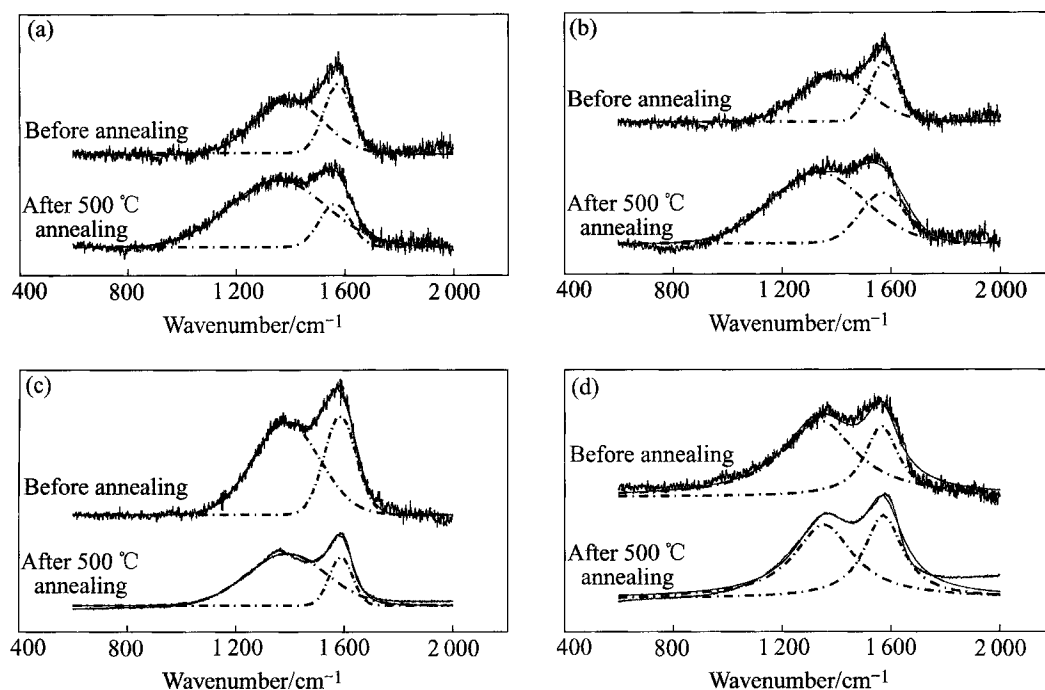 (a)
Before annealing
After 500 ℃
annealing
400 800 1 200 1 600 2 000
Wavenumber/cm⁻¹
(b)
Before annealing
After 500 ℃
annealing
400 800 1 200 1 600 2 000
Wavenumber/cm⁻¹
(c)
Before annealing
After 500 ℃
annealing
400 800 1 200 1 600 2 000
Wavenumber/cm⁻¹
(d)
Before annealing
After 500 ℃
annealing
400 800 1 200 1 600 2 000
Wavenumber/cm⁻¹